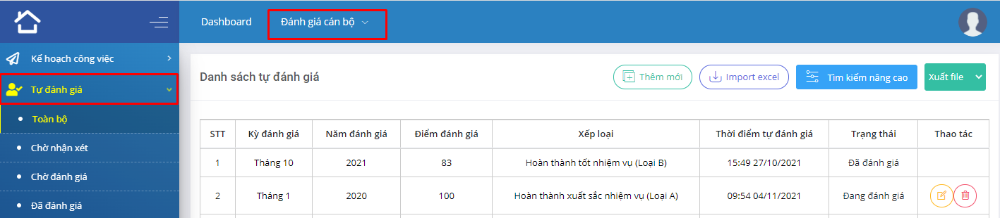 Dashboard
Đánh giá cán bộ
Kế hoạch công việc
Tự đánh giá
Toàn bộ
Chờ nhận xét
Chờ đánh giá
Đã đánh giá
Danh sách tự đánh giá
Thêm mới
Import excel
Tìm kiếm nâng cao
Xuất file
STT Kỳ đánh giá Năm đánh giá Điểm đánh giá Xếp loại Thời điểm tự đánh giá Trạng thái Thao tác
1 Tháng 10 2021 83 Hoàn thành tốt nhiệm vụ (Loại B) 15:49 27/10/2021 Đã đánh giá
2 Tháng 1 2020 100 Hoàn thành xuất sắc nhiệm vụ (Loại A) 09:54 04/11/2021 Đang đánh giá